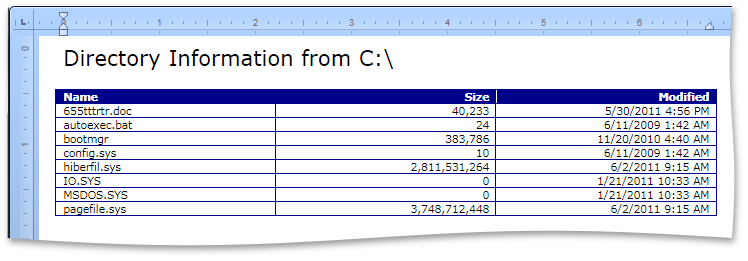 1 2 3 4 5 6
0
1
Directory Information from C:\
Name Size Modified
655tttrtr.doc 40,233 5/30/2011 4:56 PM
autoexec.bat 24 6/11/2009 1:42 AM
bootmgr 383,786 11/20/2010 4:40 AM
config.sys 10 6/11/2009 1:42 AM
hiberfil.sys 2,811,531,264 6/2/2011 9:15 AM
IO.SYS 0 1/21/2011 10:33 AM
MSDOS.SYS 0 1/21/2011 10:33 AM
pagefile.sys 3,748,712,448 6/2/2011 9:15 AM